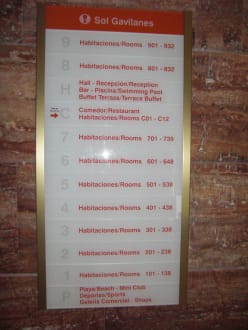 Sol Gavilanes
9 Habitaciones/Rooms 901 - 932
8 Habitaciones/Rooms 801 - 832
H Hall - Recepción/Reception
Bar - Piscina/Swimming Pool
Buffet Terraza/Terrace Buffet
C Comedor/Restaurant
Habitaciones/Rooms C01 - C12
7 Habitaciones/Rooms 701 - 739
6 Habitaciones/Rooms 601 - 648
5 Habitaciones/Rooms 501 - 538
4 Habitaciones/Rooms 401 - 438
3 Habitaciones/Rooms 301 - 338
2 Habitaciones/Rooms 201 - 238
1 Habitaciones/Rooms 101 - 138
P Playa/Beach - Mini Club
Deportes/Sports
Galeria Comercial - Shops